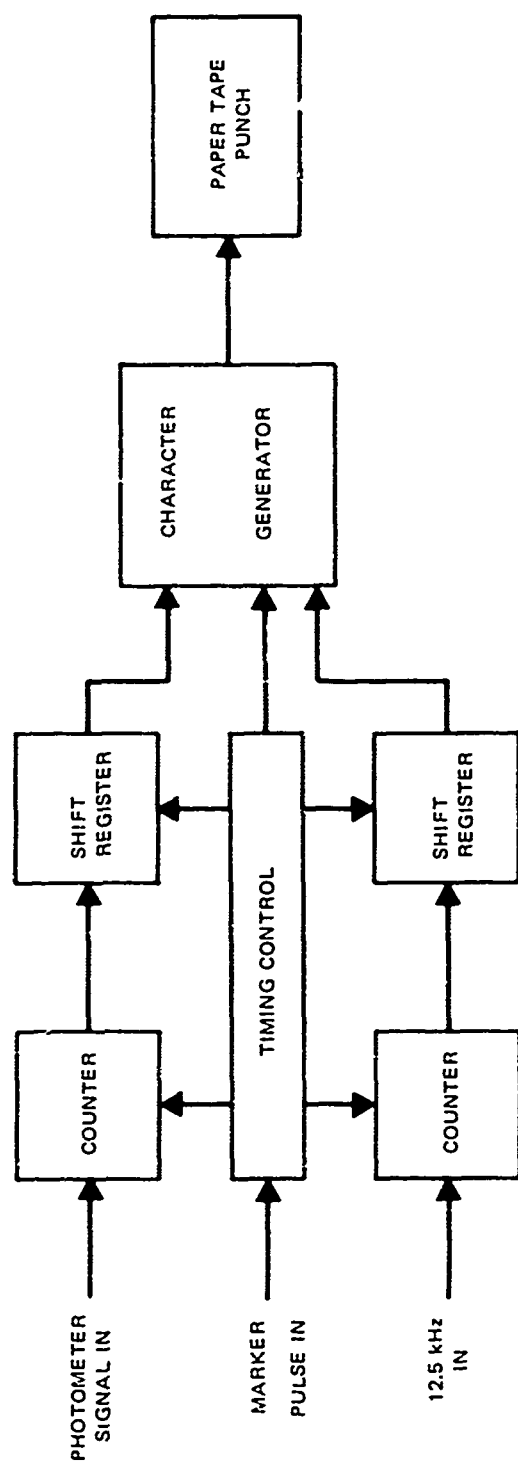 PHOTOMETER
SIGNAL IN
COUNTER
SHIFT
REGISTER
MARKER
PULSE IN
TIMING CONTROL
CHARACTER
GENERATOR
PAPER TAPE
PUNCH
12.5 kHz
IN
COUNTER
SHIFT
REGISTER